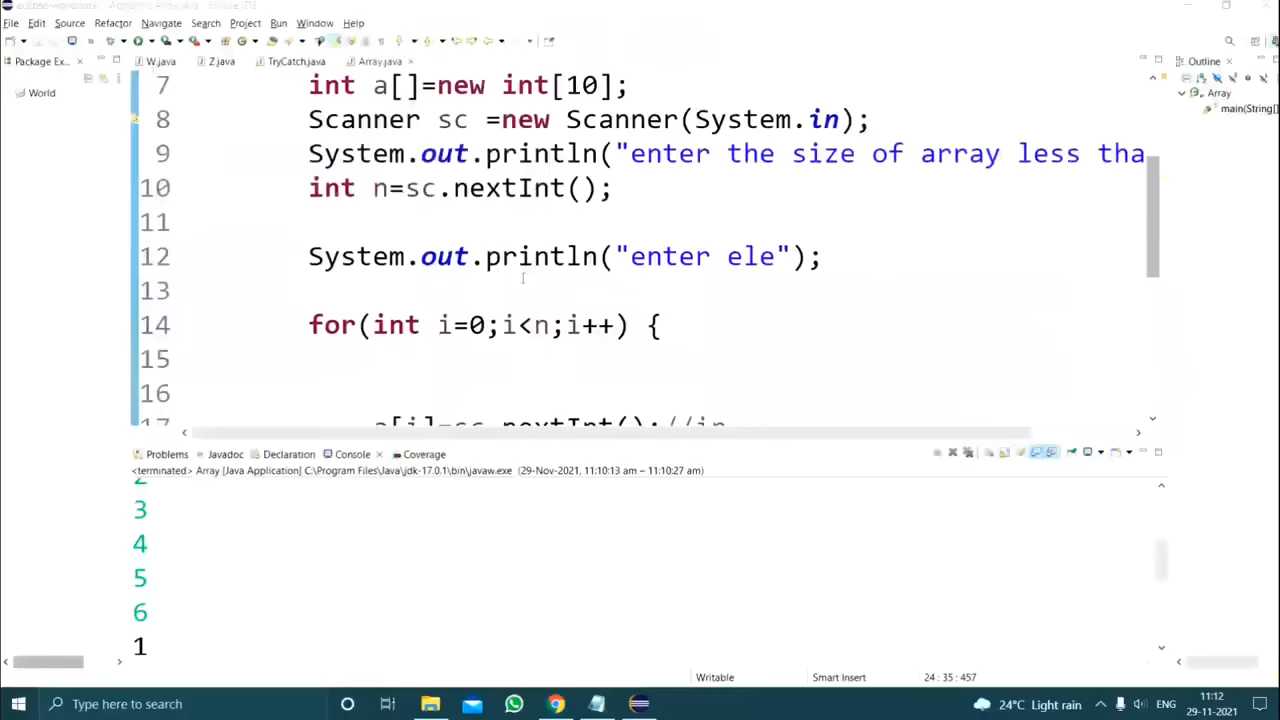 File Edit Source Refactor Navigate Search Project Run Window Help
Package Ex...
W.java Z.java TryCatch.java Array.java
Outline
World
Array
main(String[]
7 int a[]=new int[10];
8 Scanner sc =new Scanner(System.in);
9 System.out.println("enter the size of array less tha
10 int n=sc.nextInt();
11
12 System.out.println("enter ele");
13
14 for(int i=0;i<n;i++) {
15
16
17 a[i]=sc.nextInt();//in
Problems Javadoc Declaration Console Coverage
<terminated> Array [Java Application] C:\Program Files\Java\jdk-17.0.1\bin\javaw.exe (29-Nov-2021, 11:10:13 am – 11:10:27 am)
2
3
4
5
6
1
Writable Smart Insert 24 : 35 : 457
Type here to search
24°C Light rain ENG
11:12
29-11-2021